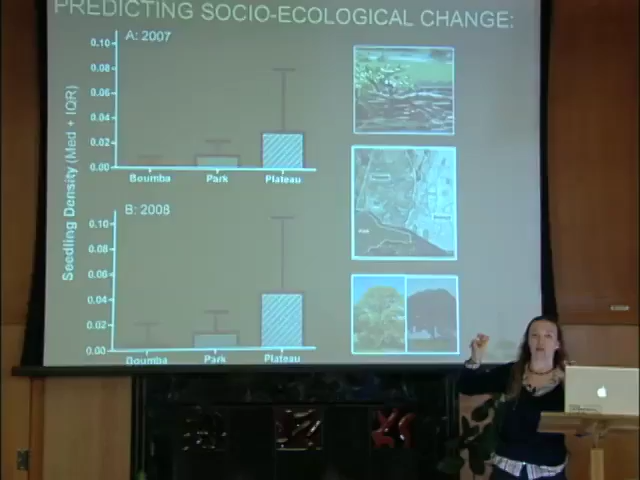 PREDICTING SOCIO-ECOLOGICAL CHANGE:
A: 2007
0.10
0.08
0.06
0.04
0.02
0.00
Boumba Park Plateau
Seedling Density (Med + IQR)
B: 2008
0.10
0.08
0.06
0.04
0.02
0.00
Boumba Park Plateau